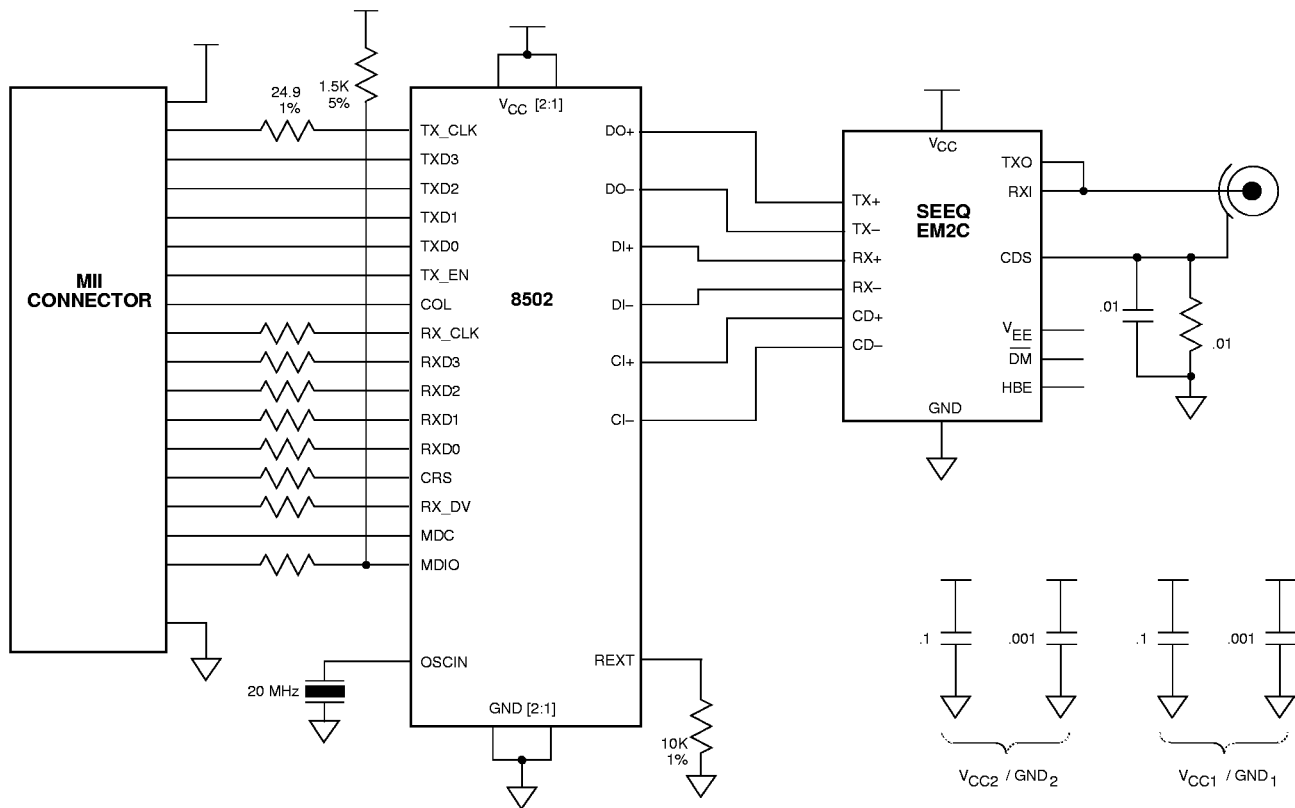 MII
CONNECTOR
24.9
1%
1.5K
5%
V_CC [2:1]
TX_CLK
TXD3
TXD2
TXD1
TXD0
TX_EN
COL
RX_CLK
RXD3
RXD2
RXD1
RXD0
CRS
RX_DV
MDC
MDIO
OSCIN
20 MHz
8502
DO+
DO–
DI+
DI–
CI+
CI–
REXT
GND [2:1]
10K
1%
V_CC
TX+
TX–
RX+
RX–
CD+
CD–
SEEQ
EM2C
TXO
RXI
CDS
V_EE
D̅M̅
HBE
GND
.01
.01
.1
.001
V_CC2 / GND_2
.1
.001
V_CC1 / GND_1